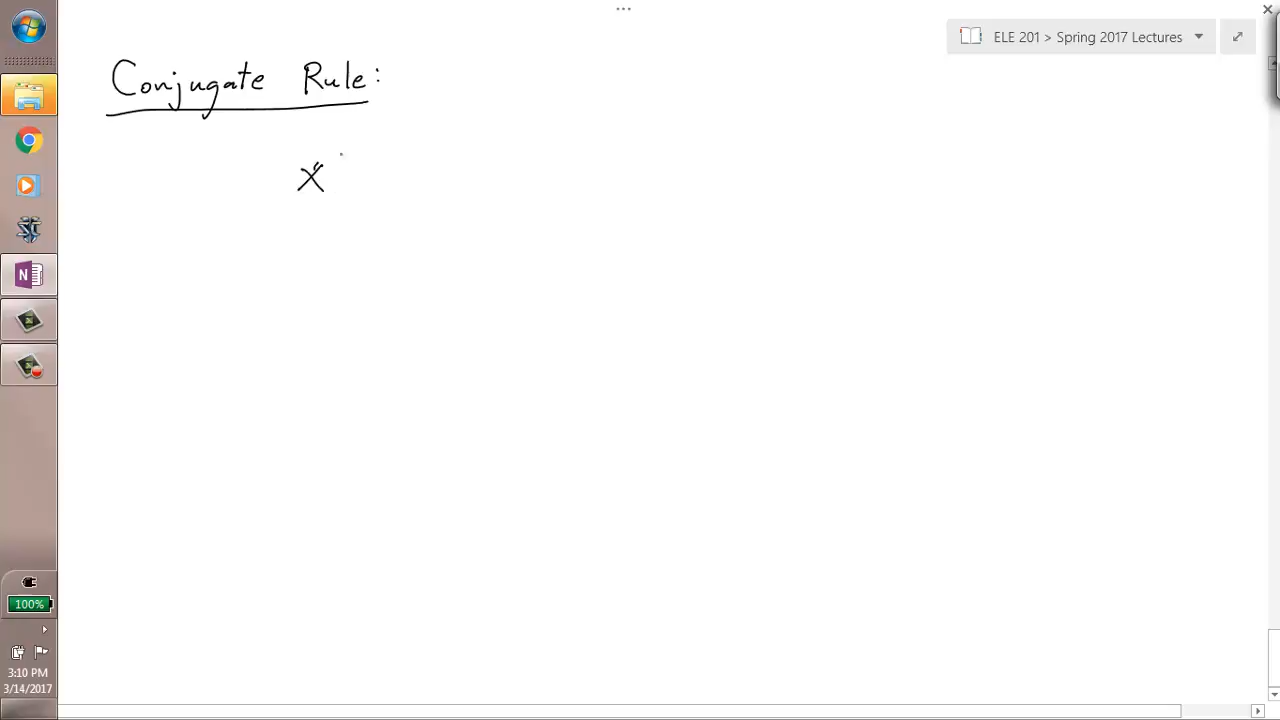 ELE 201 > Spring 2017 Lectures
Conjugate Rule:
X
N
100%
3:10 PM
3/14/2017